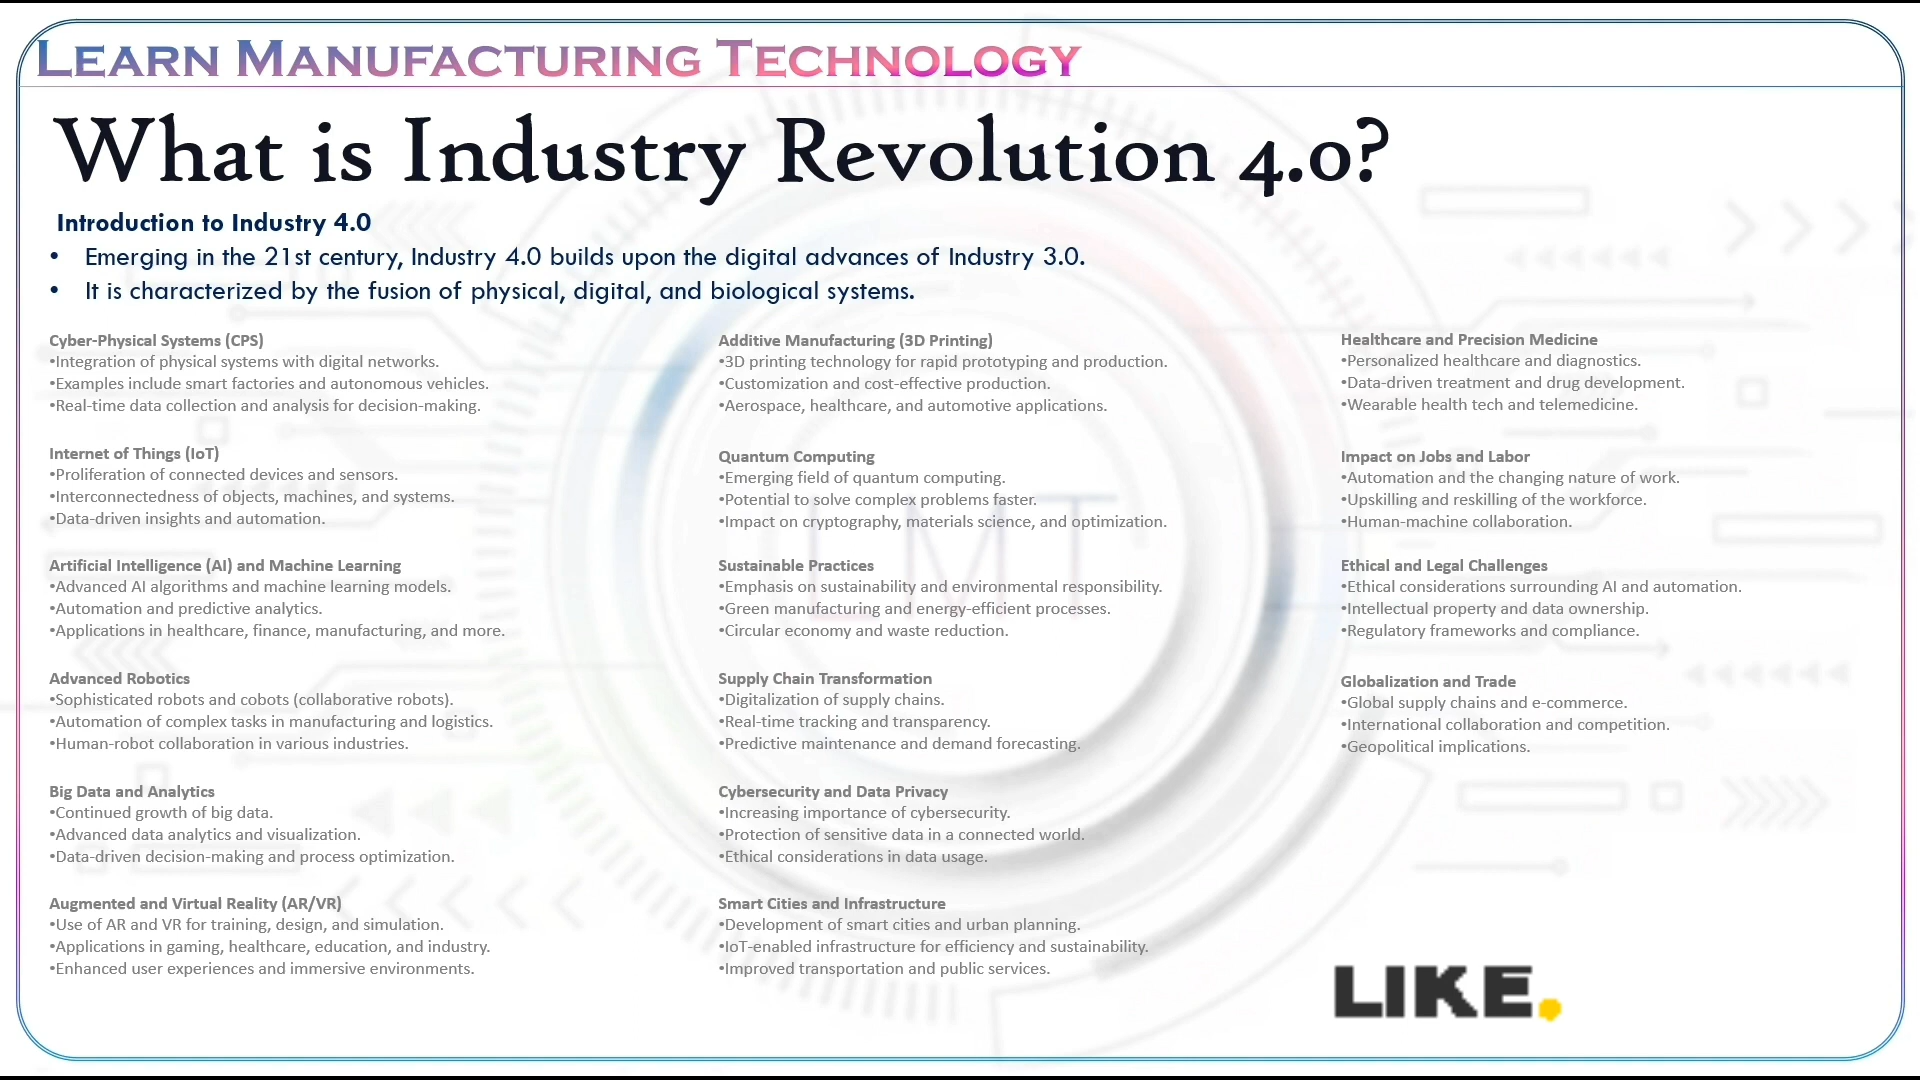 LEARN MANUFACTURING TECHNOLOGY
What is Industry Revolution 4.0?
Introduction to Industry 4.0
• Emerging in the 21st century, Industry 4.0 builds upon the digital advances of Industry 3.0.
• It is characterized by the fusion of physical, digital, and biological systems.
Cyber-Physical Systems (CPS)
•Integration of physical systems with digital networks.
•Examples include smart factories and autonomous vehicles.
•Real-time data collection and analysis for decision-making.
Internet of Things (IoT)
•Proliferation of connected devices and sensors.
•Interconnectedness of objects, machines, and systems.
•Data-driven insights and automation.
Artificial Intelligence (AI) and Machine Learning
•Advanced AI algorithms and machine learning models.
•Automation and predictive analytics.
•Applications in healthcare, finance, manufacturing, and more.
Advanced Robotics
•Sophisticated robots and cobots (collaborative robots).
•Automation of complex tasks in manufacturing and logistics.
•Human-robot collaboration in various industries.
Big Data and Analytics
•Continued growth of big data.
•Advanced data analytics and visualization.
•Data-driven decision-making and process optimization.
Augmented and Virtual Reality (AR/VR)
•Use of AR and VR for training, design, and simulation.
•Applications in gaming, healthcare, education, and industry.
•Enhanced user experiences and immersive environments.
Additive Manufacturing (3D Printing)
•3D printing technology for rapid prototyping and production.
•Customization and cost-effective production.
•Aerospace, healthcare, and automotive applications.
Quantum Computing
•Emerging field of quantum computing.
•Potential to solve complex problems faster.
•Impact on cryptography, materials science, and optimization.
Sustainable Practices
•Emphasis on sustainability and environmental responsibility.
•Green manufacturing and energy-efficient processes.
•Circular economy and waste reduction.
Supply Chain Transformation
•Digitalization of supply chains.
•Real-time tracking and transparency.
•Predictive maintenance and demand forecasting.
Cybersecurity and Data Privacy
•Increasing importance of cybersecurity.
•Protection of sensitive data in a connected world.
•Ethical considerations in data usage.
Smart Cities and Infrastructure
•Development of smart cities and urban planning.
•IoT-enabled infrastructure for efficiency and sustainability.
•Improved transportation and public services.
Healthcare and Precision Medicine
•Personalized healthcare and diagnostics.
•Data-driven treatment and drug development.
•Wearable health tech and telemedicine.
Impact on Jobs and Labor
•Automation and the changing nature of work.
•Upskilling and reskilling of the workforce.
•Human-machine collaboration.
Ethical and Legal Challenges
•Ethical considerations surrounding AI and automation.
•Intellectual property and data ownership.
•Regulatory frameworks and compliance.
Globalization and Trade
•Global supply chains and e-commerce.
•International collaboration and competition.
•Geopolitical implications.
LMT
LIKE.